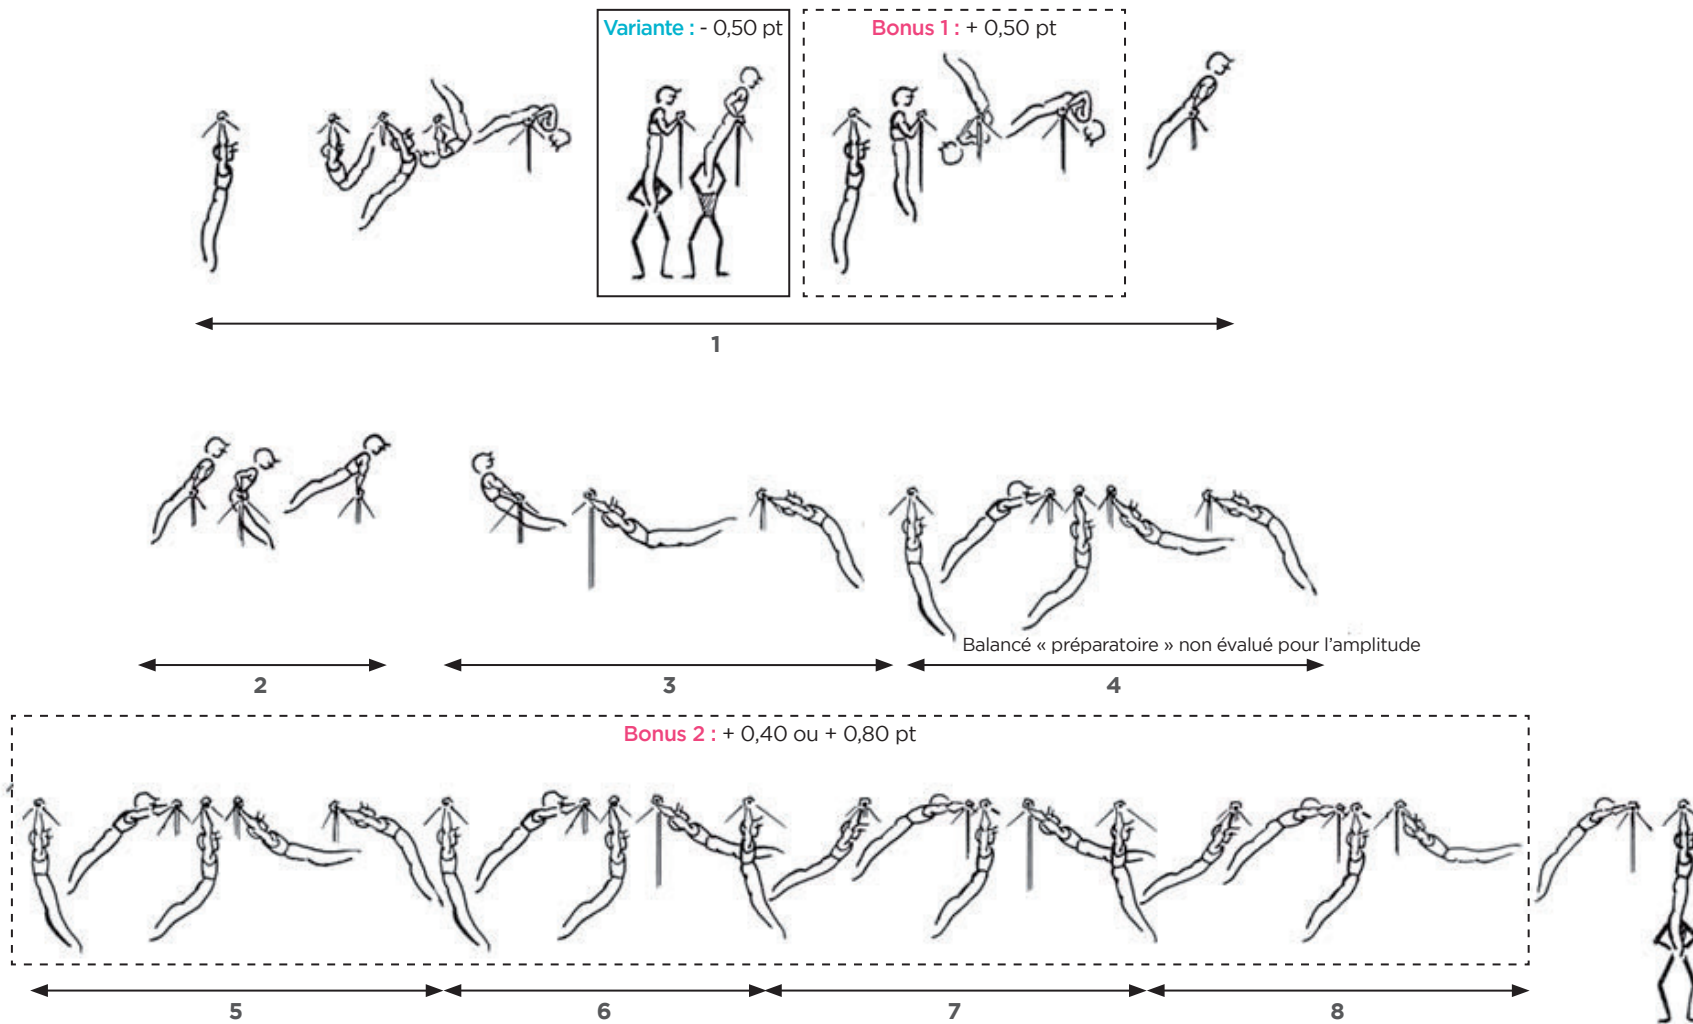 Variante : - 0,50 pt
Bonus 1 : + 0,50 pt
1
Balancé « préparatoire » non évalué pour l'amplitude
2
3
4
Bonus 2 : + 0,40 ou + 0,80 pt
5
6
7
8